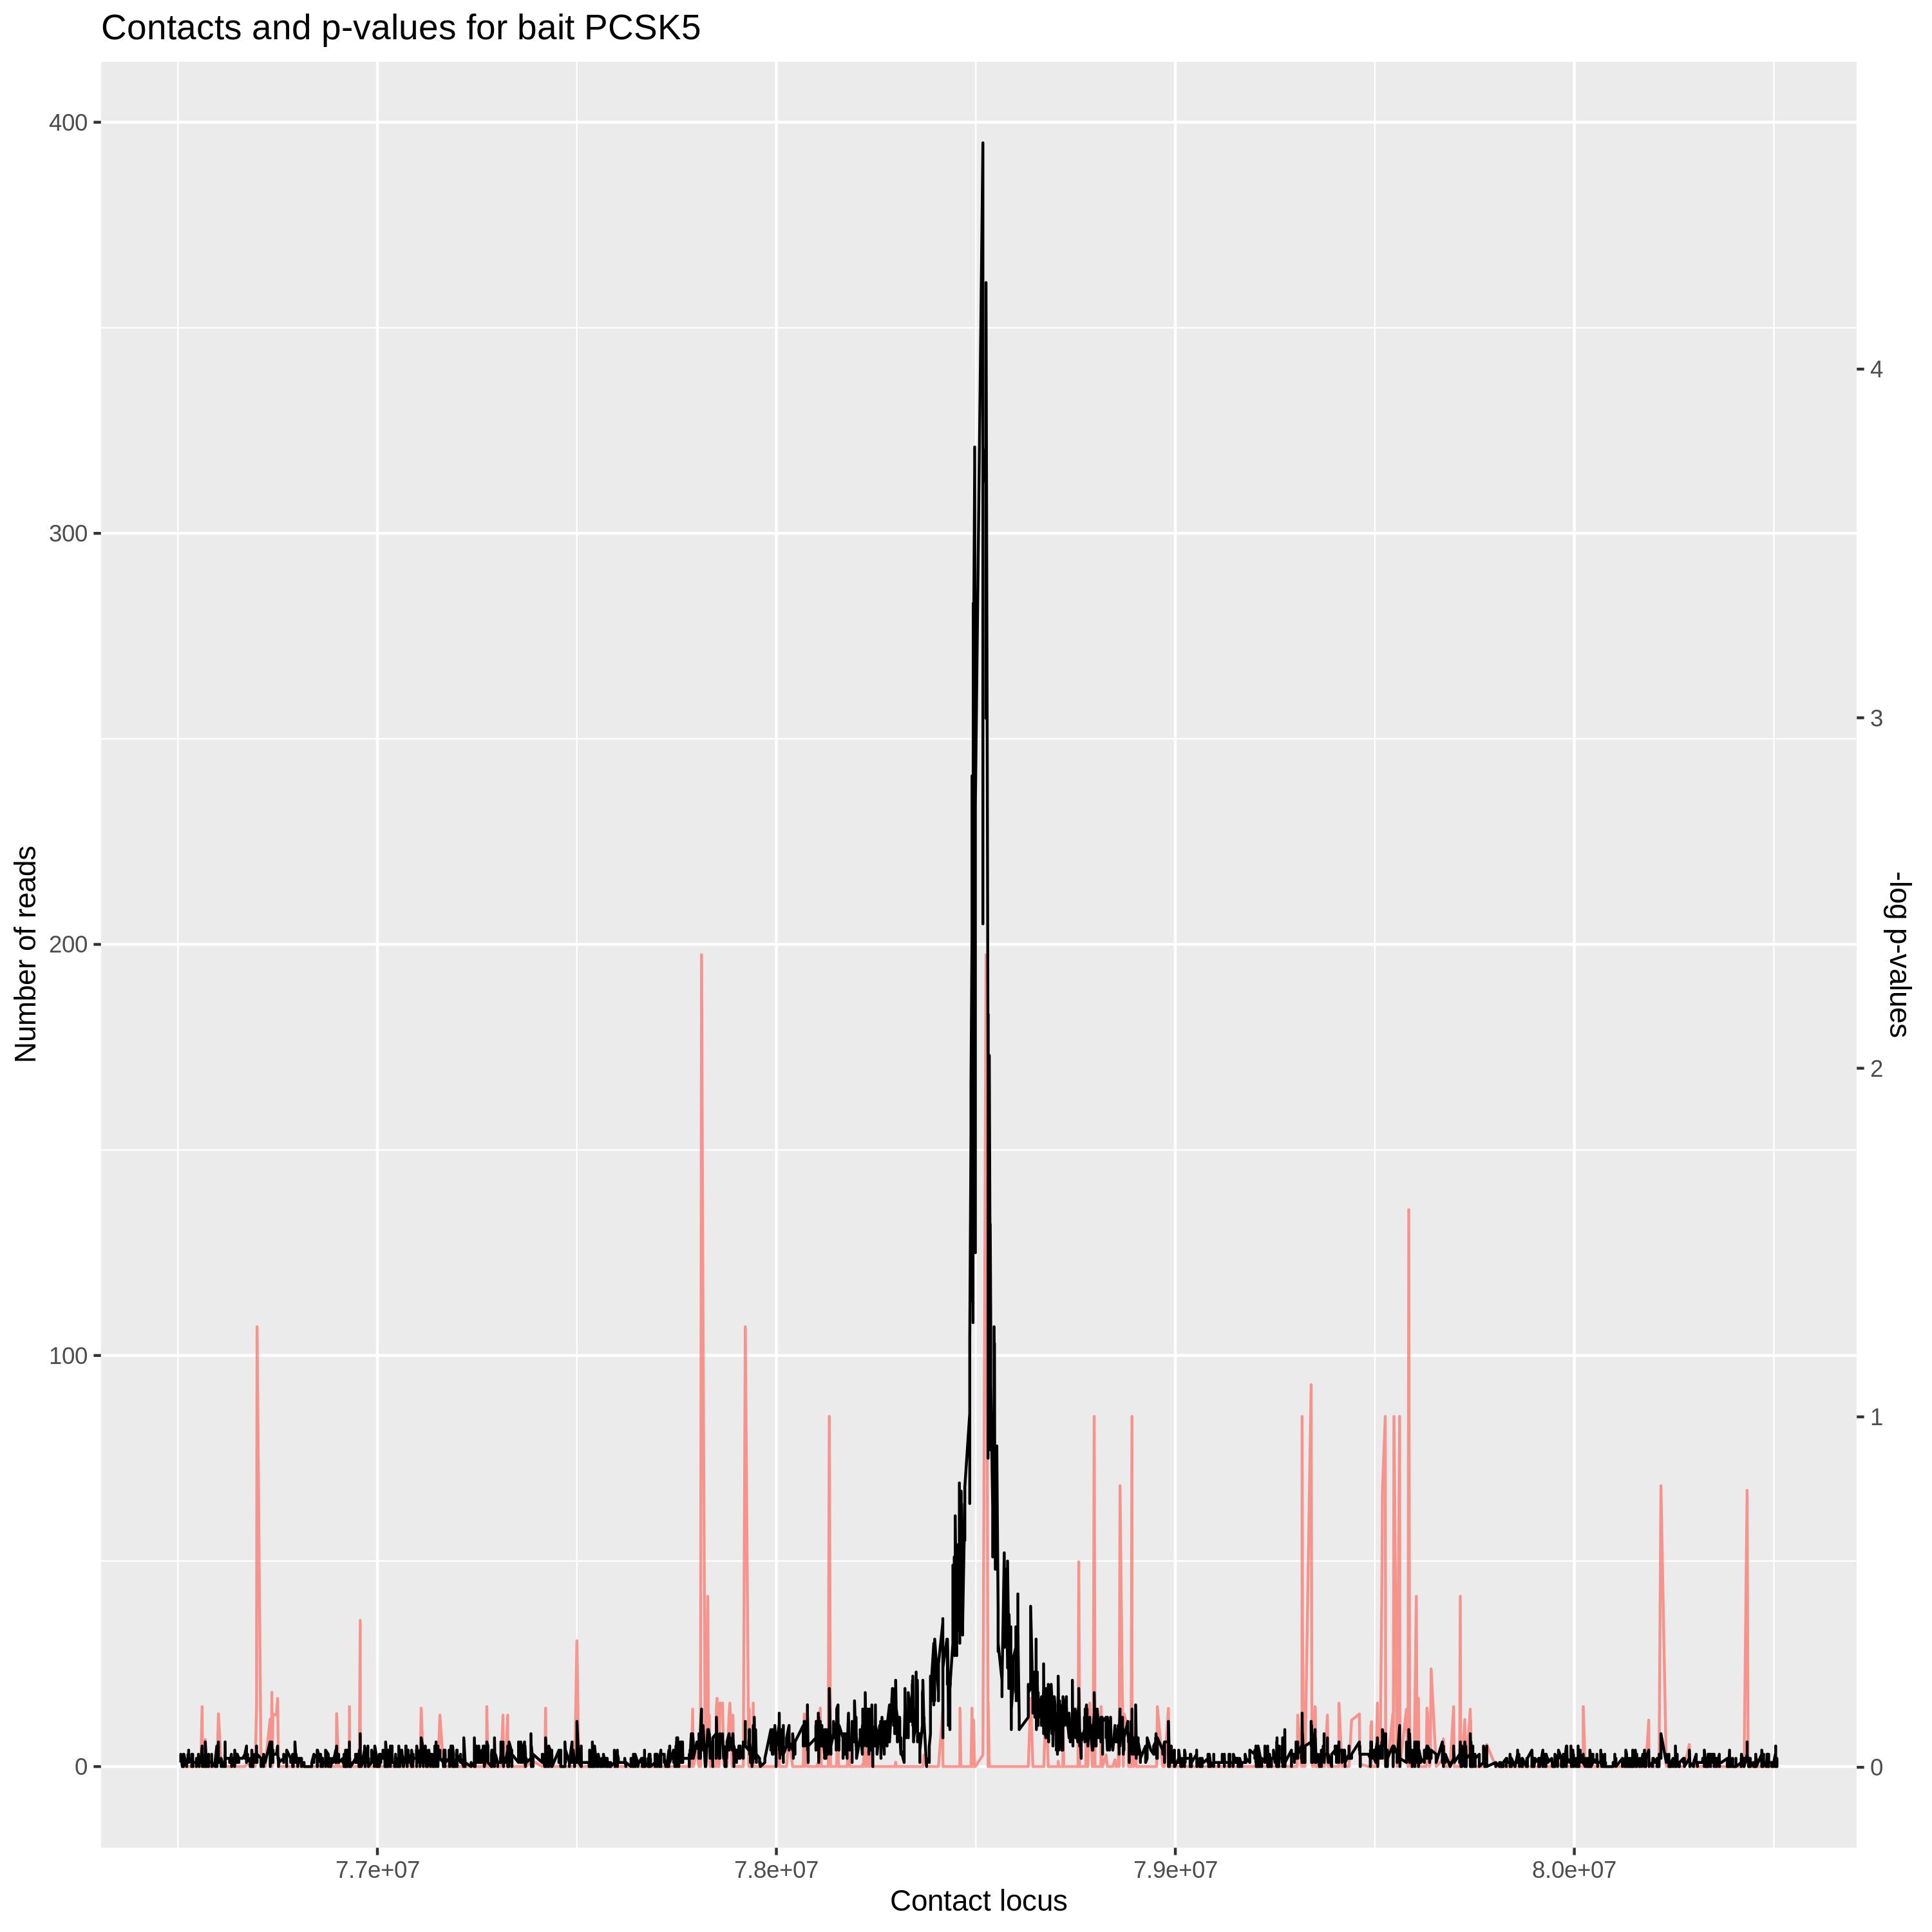 Contacts and p-values for bait PCSK5
400
300
200
100
0
Number of reads
4
3
2
1
0
-log p-values
7.7e+07 7.8e+07 7.9e+07 8.0e+07
Contact locus